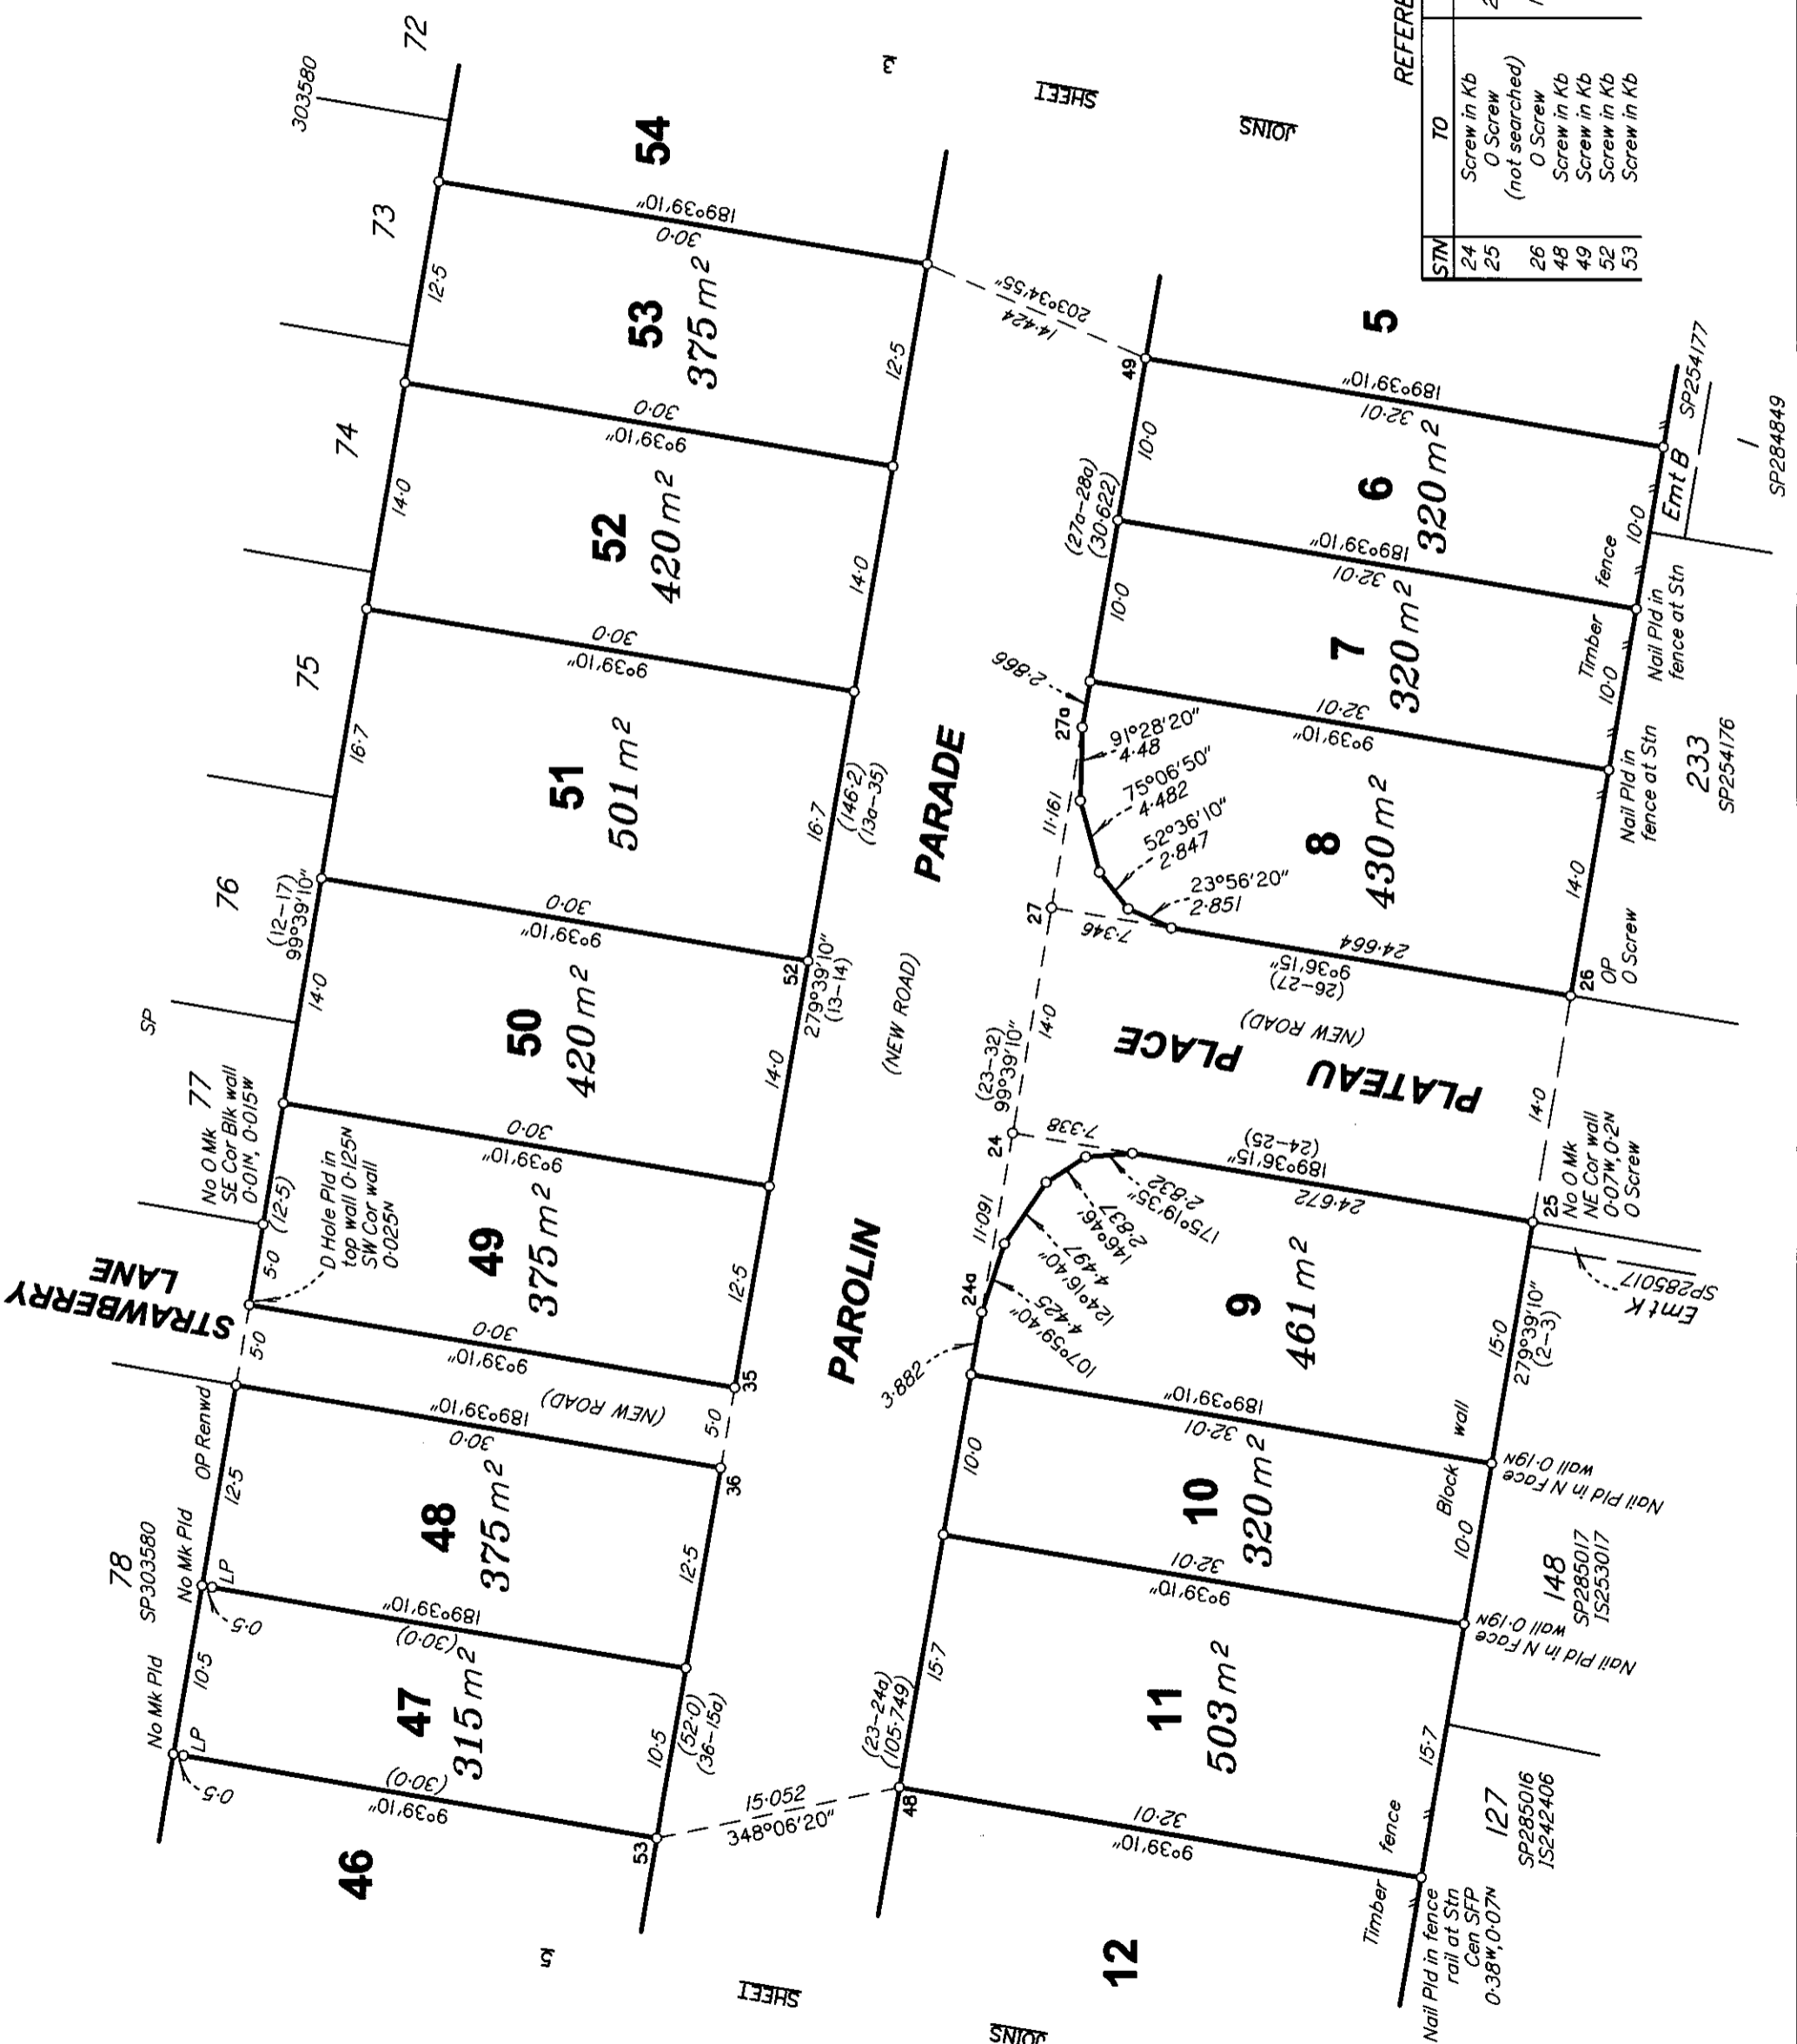 303580
72
73
74
75
76
SP
77
No O Mk
SE Cor Blk wall
0·01N, 0·015W
D Hole Pld in
top wall 0·125N
SW Cor wall
0·025N
STRAWBERRY
LANE
78
SP303580
OP Renwd
No Mk Pld
No Mk Pld
LP
LP
0·5
0·5
12·5
14·0
16·7
(12-17)
99°39'10"
14·0
(12·5)
5·0
5·0
12·5
10·5
54
189°39'10"
30·0
53
375 m²
30·0
9°39'10"
52
420 m²
30·0
9°39'10"
51
501 m²
30·0
9°39'10"
50
420 m²
30·0
9°39'10"
49
375 m²
30·0
9°39'10"
(NEW ROAD)
189°39'10"
30·0
48
375 m²
189°39'10"
(30·0)
47
315 m²
(30·0)
9°39'10"
46
12·5
14·0
16·7
(146·2)
(13a-35)
52
279°39'10"
(13-14)
14·0
12·5
35
5·0
36
12·5
10·5
(52·0)
(36-15a)
53
15·052
348°06'20"
14·424
203°34'55"
PAROLIN
PARADE
(NEW ROAD)
JOINS
SHEET
3
JOINS
SHEET
5
49
10·0
(27a-28a)
(30·622)
10·0
2·866
27a
91°28'20"
4·48
75°06'50"
4·482
52°36'10"
2·847
23°56'20"
2·851
11·161
27
7·346
14·0
(23-32)
99°39'10"
24
7·338
11·091
24a
3·882
107°59'40"
4·425
124°16'40"
4·497
146°46'
2·837
175°19'35"
2·832
10·0
15·7
(23-24a)
(105·749)
48
5
189°39'10"
32·01
6
320 m²
189°39'10"
32·01
7
320 m²
32·01
9°39'10"
8
430 m²
24·664
9°36'15"
(26-27)
(NEW ROAD)
PLATEAU
PLACE
(24-25)
189°36'15"
24·672
9
461 m²
189°39'10"
32·01
10
320 m²
32·01
9°39'10"
11
503 m²
32·01
9°39'10"
12
SP254177
Emt B
1
SP284849
10·0
fence
Timber
10·0
Nail Pld in
fence at Stn
Nail Pld in
fence at Stn
233
SP254176
14·0
26
OP
O Screw
14·0
25
No O Mk
NE Cor wall
0·07W, 0·2N
O Screw
Emt K
SP285017
15·0
279°39'10"
(2-3)
wall
Block
Nail Pld in N Face
wall 0·19N
10·0
148
SP285017
IS253017
Nail Pld in N Face
wall 0·19N
15·7
127
SP285016
IS242406
fence
Timber
Nail Pld in fence
rail at Stn
Cen SFP
0·38W, 0·07N
STN TO
24 Screw in Kb
25 O Screw
(not searched)
26 O Screw
48 Screw in Kb
49 Screw in Kb
52 Screw in Kb
53 Screw in Kb